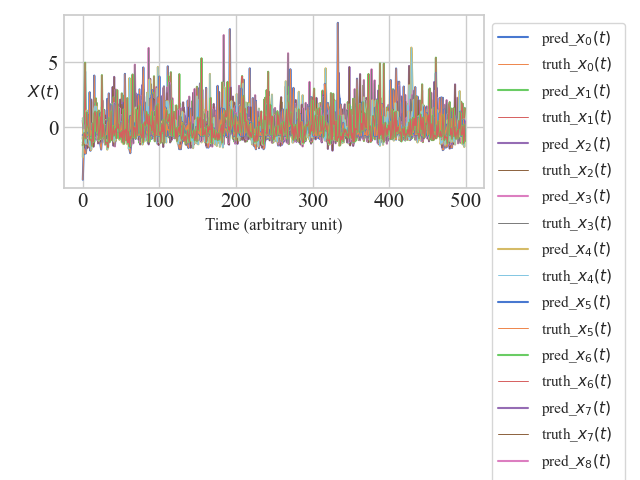 5
X(t)
0
0 100 200 300 400 500
Time (arbitrary unit)
pred_x₀(t)
truth_x₀(t)
pred_x₁(t)
truth_x₁(t)
pred_x₂(t)
truth_x₂(t)
pred_x₃(t)
truth_x₃(t)
pred_x₄(t)
truth_x₄(t)
pred_x₅(t)
truth_x₅(t)
pred_x₆(t)
truth_x₆(t)
pred_x₇(t)
truth_x₇(t)
pred_x₈(t)